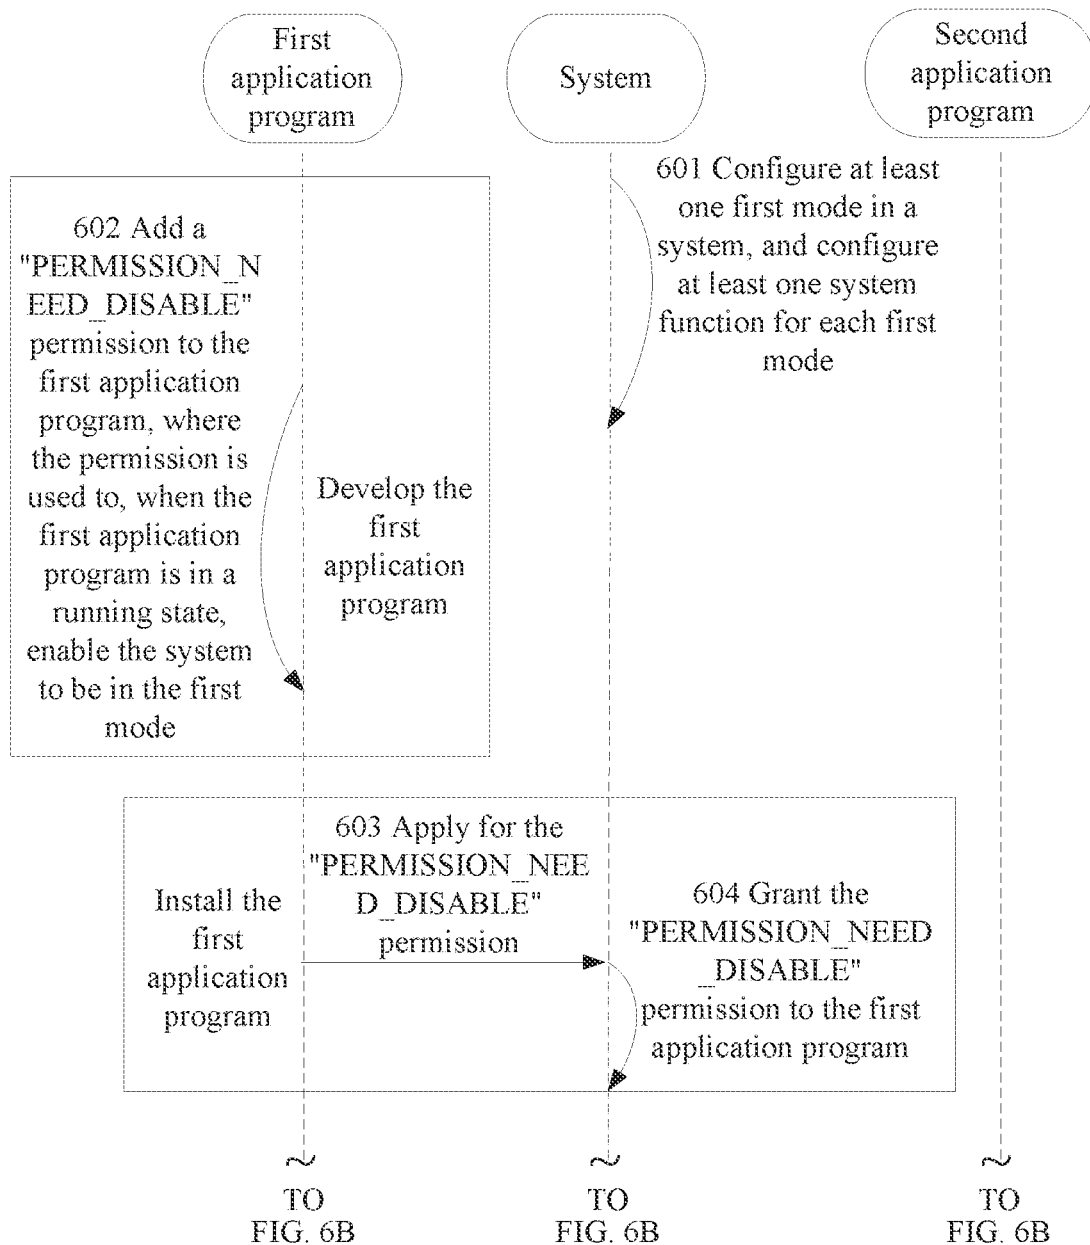 First
application
program
System
Second
application
program
601 Configure at least
one first mode in a
system, and configure
at least one system
function for each first
mode
602 Add a
"PERMISSION_N
EED_DISABLE"
permission to the
first application
program, where
the permission is
used to, when the
first application
program is in a
running state,
enable the system
to be in the first
mode
Develop the
first
application
program
Install the
first
application
program
603 Apply for the
"PERMISSION_NEE
D_DISABLE"
permission
604 Grant the
"PERMISSION_NEED
_DISABLE"
permission to the first
application program
~
TO
FIG. 6B
~
TO
FIG. 6B
~
TO
FIG. 6B